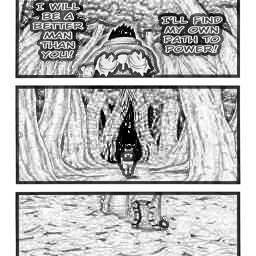 I WILL
BE A
BETTER
MAN
THAN
YOU!
I'LL FIND
MY OWN
PATH TO
POWER!